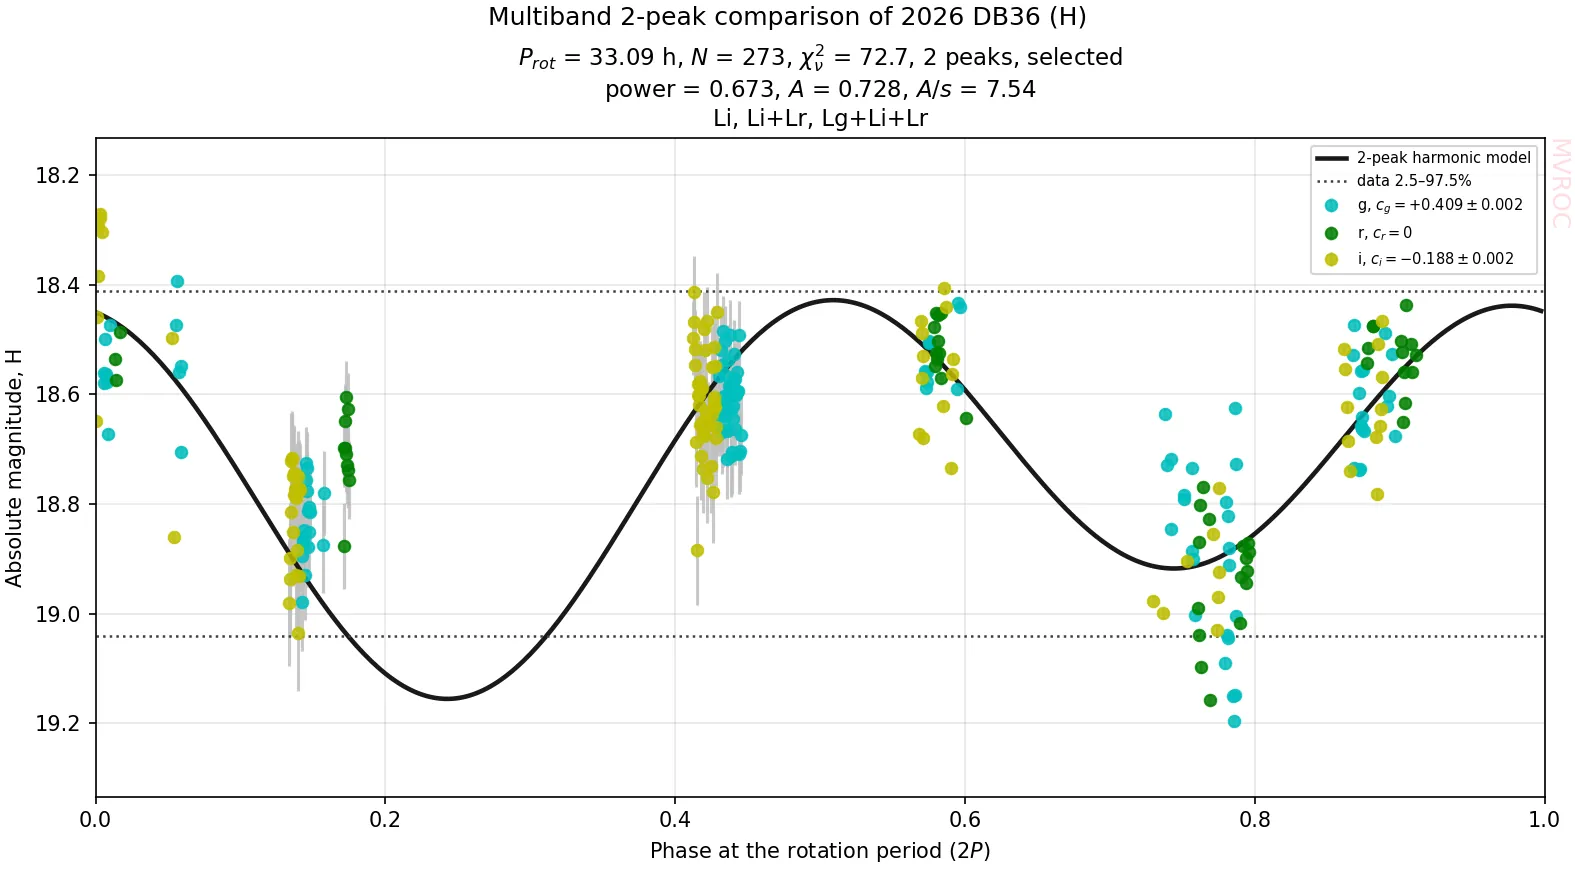 Multiband 2-peak comparison of 2026 DB36 (H)
P_rot = 33.09 h, N = 273, χ²_ν = 72.7, 2 peaks, selected
power = 0.673, A = 0.728, A/s = 7.54
Li, Li+Lr, Lg+Li+Lr
Absolute magnitude, H
18.2
18.4
18.6
18.8
19.0
19.2
2-peak harmonic model
data 2.5–97.5%
g, c_g = +0.409 ± 0.002
r, c_r = 0
i, c_i = −0.188 ± 0.002
MVROC
0.0 0.2 0.4 0.6 0.8 1.0
Phase at the rotation period (2P)